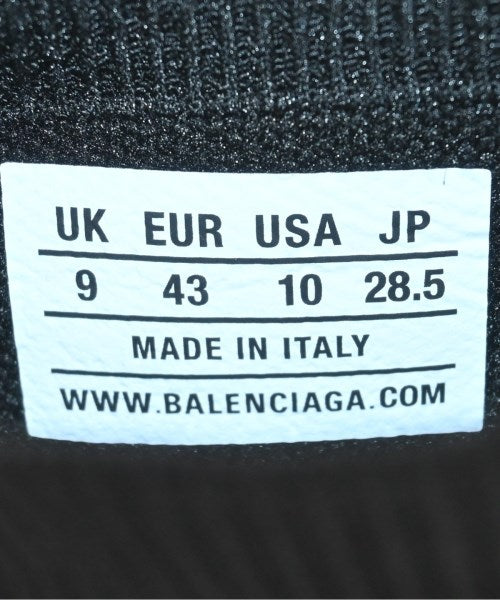 UK EUR USA JP
9 43 10 28.5
MADE IN ITALY
WWW.BALENCIAGA.COM